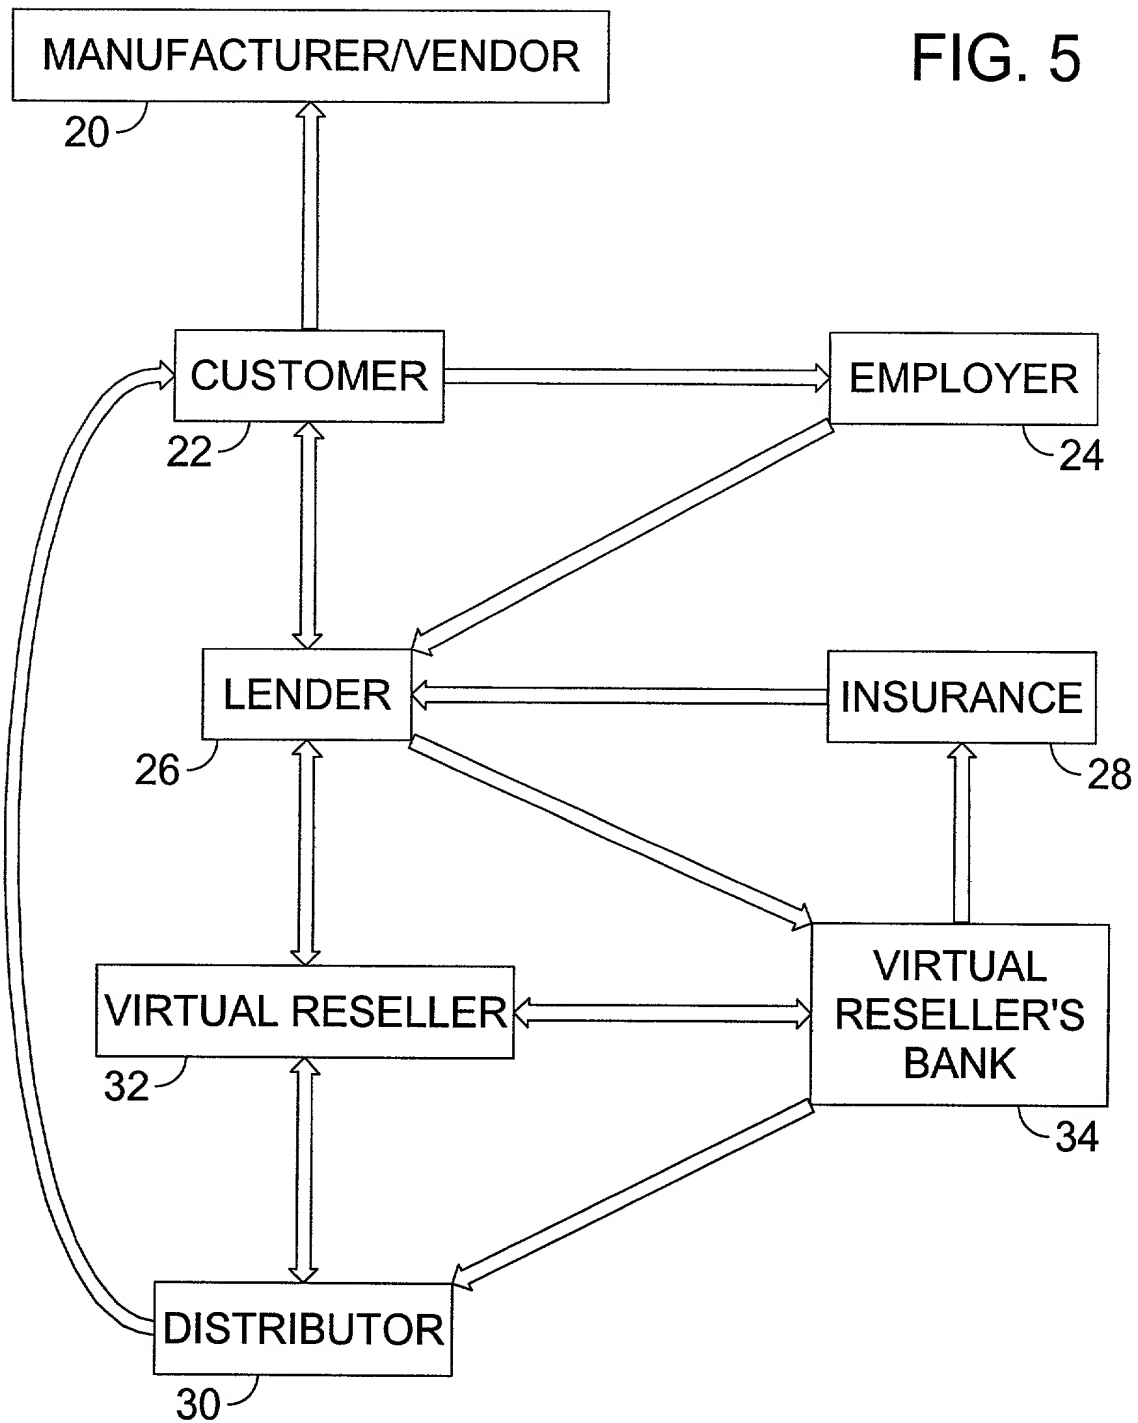 MANUFACTURER/VENDOR
FIG. 5
20
CUSTOMER
EMPLOYER
22
24
LENDER
INSURANCE
26
28
VIRTUAL RESELLER
VIRTUAL
RESELLER'S
BANK
32
34
DISTRIBUTOR
30